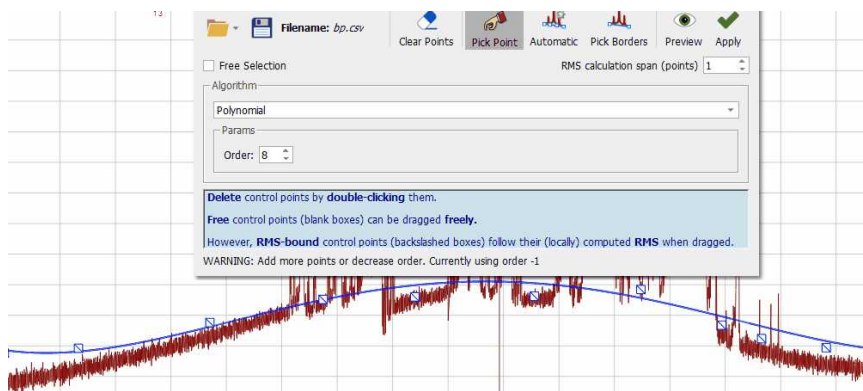 13
Filename: bp.csv
Clear Points Pick Point Automatic Pick Borders Preview Apply
Free Selection RMS calculation span (points) 1
Algorithm
Polynomial
Params
Order: 8
Delete control points by double-clicking them.
Free control points (blank boxes) can be dragged freely.
However, RMS-bound control points (backslashed boxes) follow their (locally) computed RMS when dragged.
WARNING: Add more points or decrease order. Currently using order -1